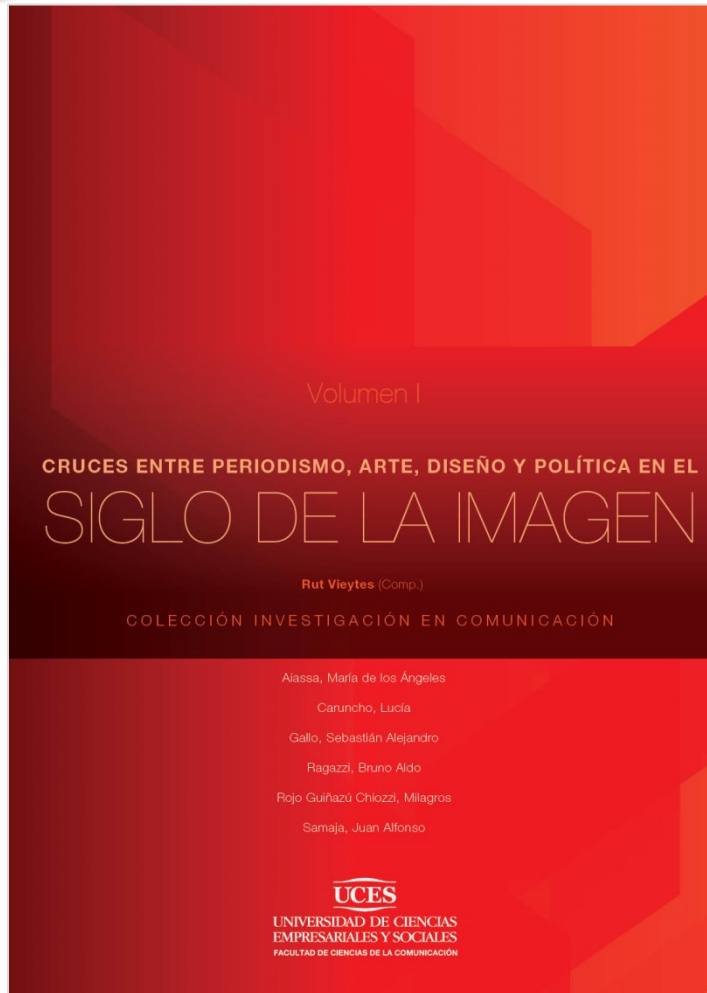 Volumen I
CRUCES ENTRE PERIODISMO, ARTE, DISEÑO Y POLÍTICA EN EL
SIGLO DE LA IMAGEN
Rut Vieytes (Comp.)
COLECCIÓN INVESTIGACIÓN EN COMUNICACIÓN
Aiassa, María de los Ángeles
Caruncho, Lucía
Gallo, Sebastián Alejandro
Ragazzi, Bruno Aldo
Rojo Guiñazú Chiozzi, Milagros
Samaja, Juan Alfonso
UCES
UNIVERSIDAD DE CIENCIAS
EMPRESARIALES Y SOCIALES
FACULTAD DE CIENCIAS DE LA COMUNICACIÓN